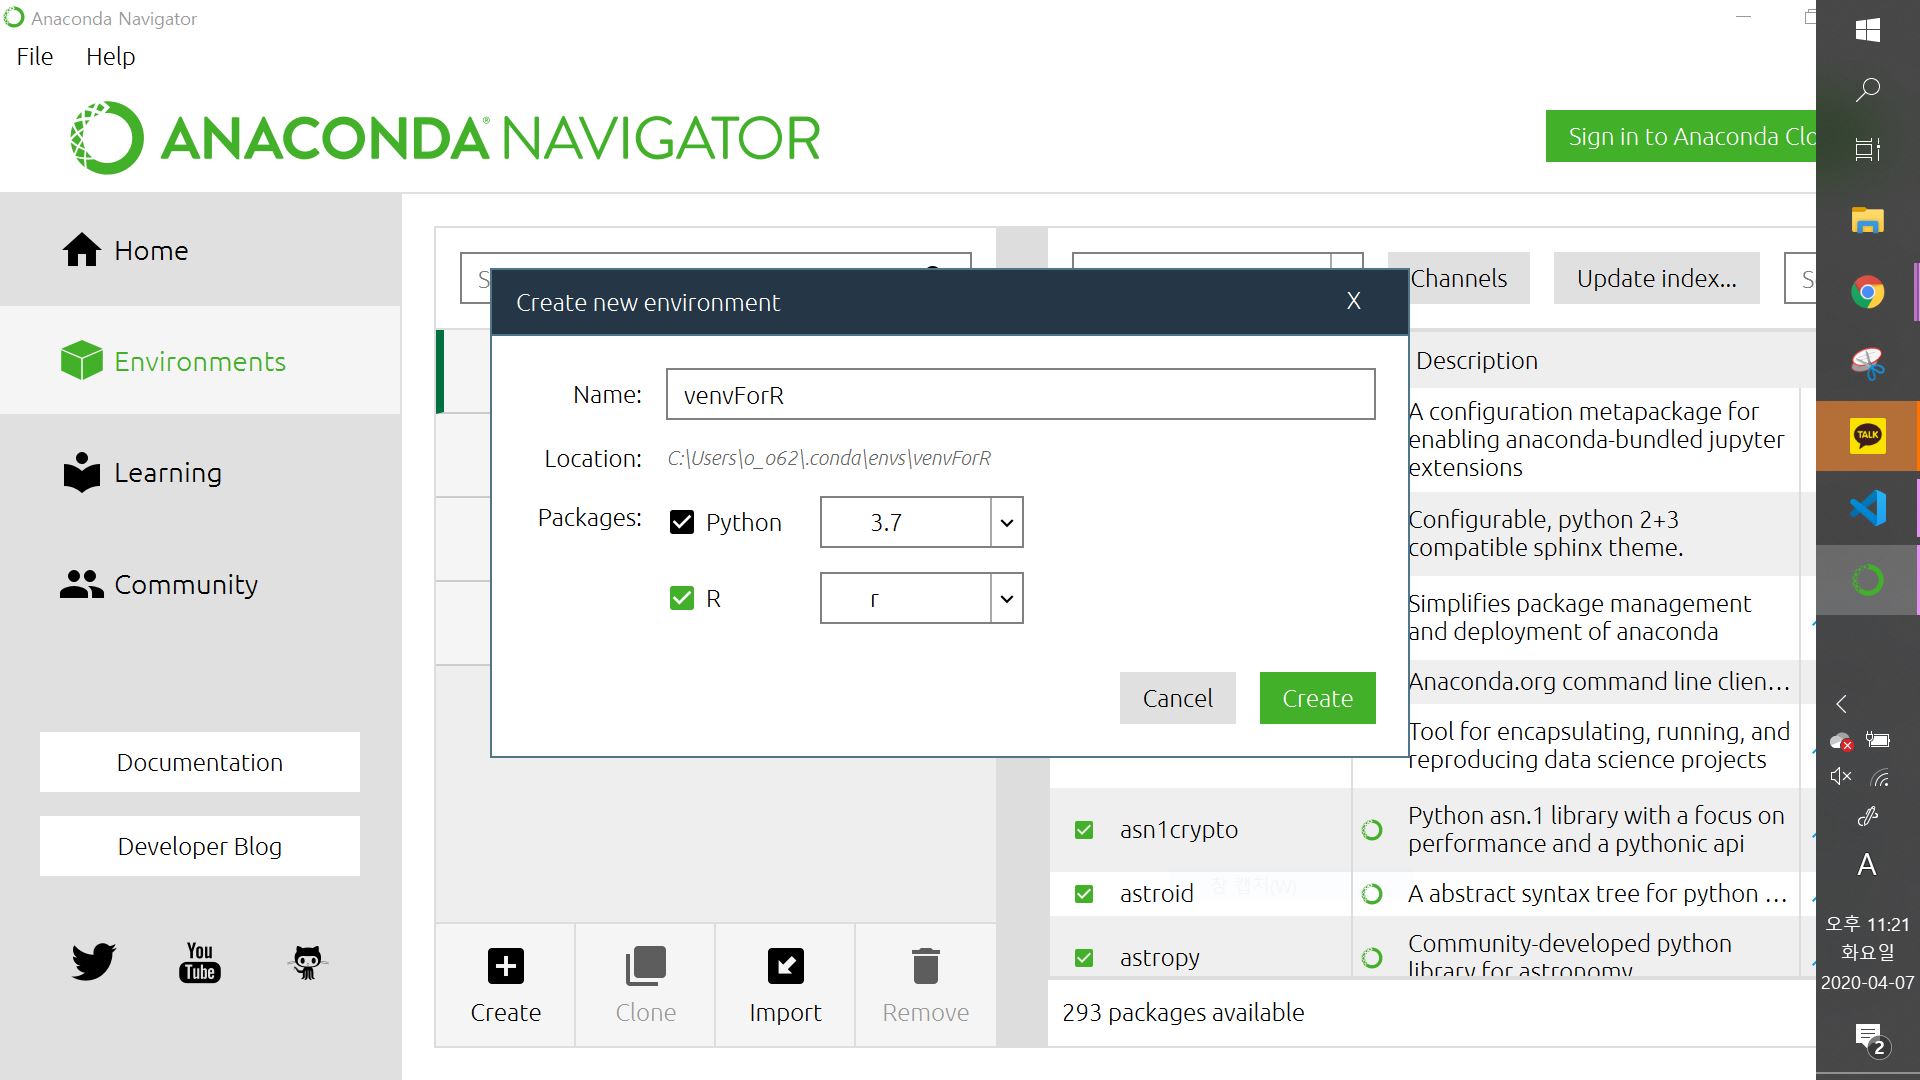 Anaconda Navigator
File Help
ANACONDA® NAVIGATOR
Sign in to Anaconda Clo
Home
Environments
Learning
Community
Documentation
Developer Blog
You
Tube
S
Channels
Update index...
Create new environment
X
Name: venvForR
Location: C:\Users\o_o62\.conda\envs\venvForR
Packages: Python 3.7
R r
Cancel
Create
Description
A configuration metapackage for
enabling anaconda-bundled jupyter
extensions
Configurable, python 2+3
compatible sphinx theme.
Simplifies package management
and deployment of anaconda
Anaconda.org command line clien...
Tool for encapsulating, running, and
reproducing data science projects
asn1crypto
Python asn.1 library with a focus on
performance and a pythonic api
창 캡처(W)
astroid
A abstract syntax tree for python ...
astropy
Community-developed python
library for astronomy
Create
Clone
Import
Remove
293 packages available
TALK
A
오후 11:21
화요일
2020-04-07
2